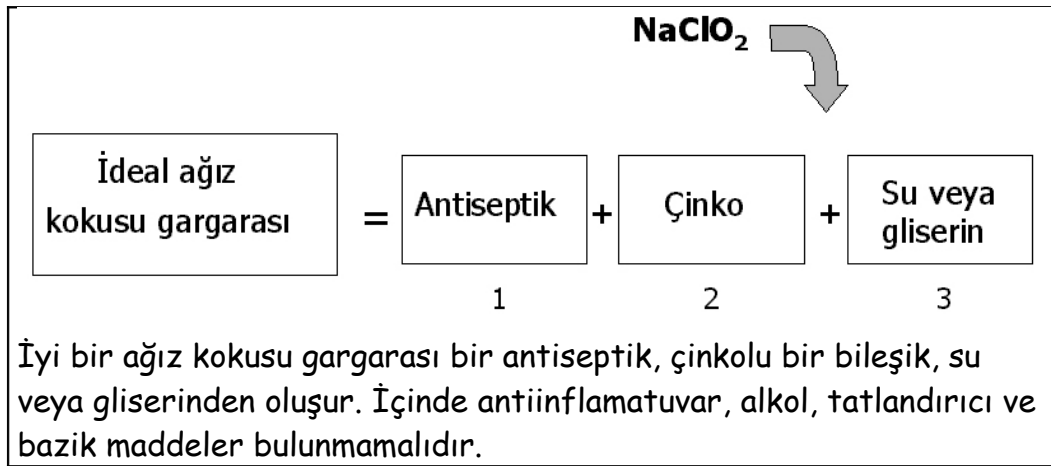 NaClO₂
İdeal ağız
kokusu gargarası
=
Antiseptik
+
Çinko
+
Su veya
gliserin
1
2
3
İyi bir ağız kokusu gargarası bir antiseptik, çinkolu bir bileşik, su
veya gliserinden oluşur. İçinde antiinflamatuvar, alkol, tatlandırıcı ve
bazik maddeler bulunmamalıdır.